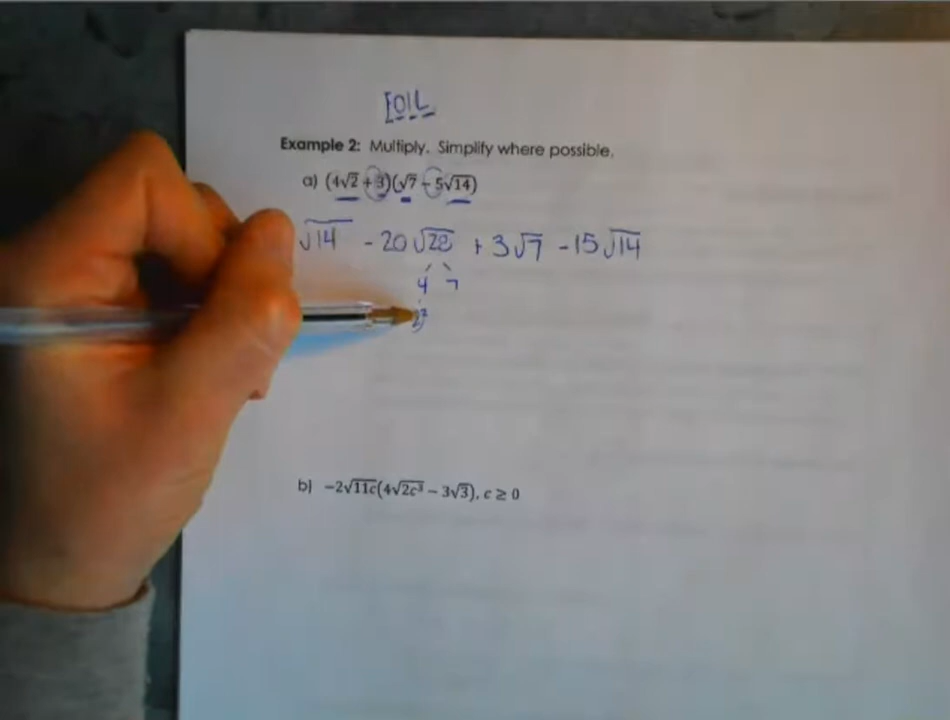 FOIL
Example 2: Multiply. Simplify where possible.
a) (4√2 + 3)(√7 − 5√14)
√14 - 20√28 + 3√7 - 15√14
4 7
2²
b) −2√11c(4√2c³ − 3√3), c ≥ 0